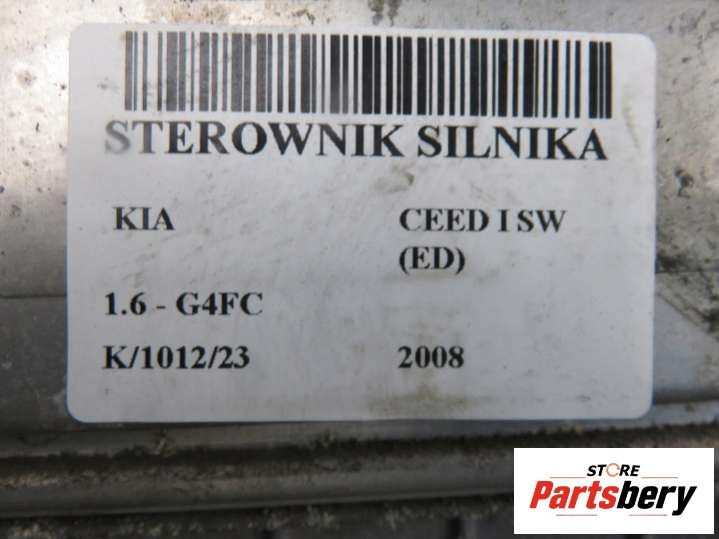 STEROWNIK SILNIKA
KIA CEED I SW
(ED)
1.6 - G4FC
K/1012/23 2008
STORE
Partsbery